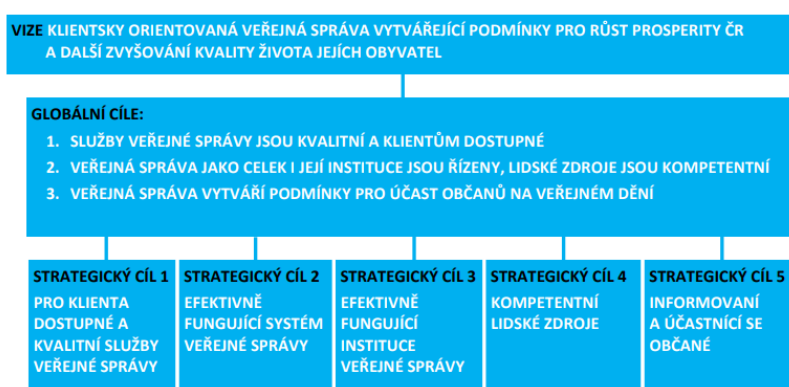 VIZE KLIENTSKY ORIENTOVANÁ VEŘEJNÁ SPRÁVA VYTVÁŘEJÍCÍ PODMÍNKY PRO RŮST PROSPERITY ČR
A DALŠÍ ZVYŠOVÁNÍ KVALITY ŽIVOTA JEJÍCH OBYVATEL
GLOBÁLNÍ CÍLE:
1. SLUŽBY VEŘEJNÉ SPRÁVY JSOU KVALITNÍ A KLIENTŮM DOSTUPNÉ
2. VEŘEJNÁ SPRÁVA JAKO CELEK I JEJÍ INSTITUCE JSOU ŘÍZENY, LIDSKÉ ZDROJE JSOU KOMPETENTNÍ
3. VEŘEJNÁ SPRÁVA VYTVÁŘÍ PODMÍNKY PRO ÚČAST OBČANŮ NA VEŘEJNÉM DĚNÍ
STRATEGICKÝ CÍL 1
PRO KLIENTA
DOSTUPNÉ A
KVALITNÍ SLUŽBY
VEŘEJNÉ SPRÁVY
STRATEGICKÝ CÍL 2
EFEKTIVNĚ
FUNGUJÍCÍ SYSTÉM
VEŘEJNÉ SPRÁVY
STRATEGICKÝ CÍL 3
EFEKTIVNĚ
FUNGUJÍCÍ
INSTITUCE
VEŘEJNÉ SPRÁVY
STRATEGICKÝ CÍL 4
KOMPETENTNÍ
LIDSKÉ ZDROJE
STRATEGICKÝ CÍL 5
INFORMOVANÍ
A ÚČASTNÍCÍ SE
OBČANÉ